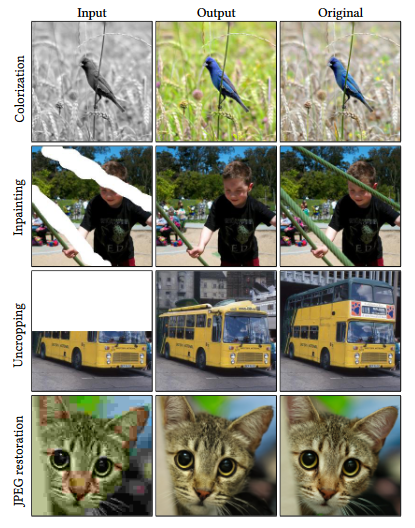 Input Output Original
Colorization
Inpainting
Uncropping
JPEG restoration